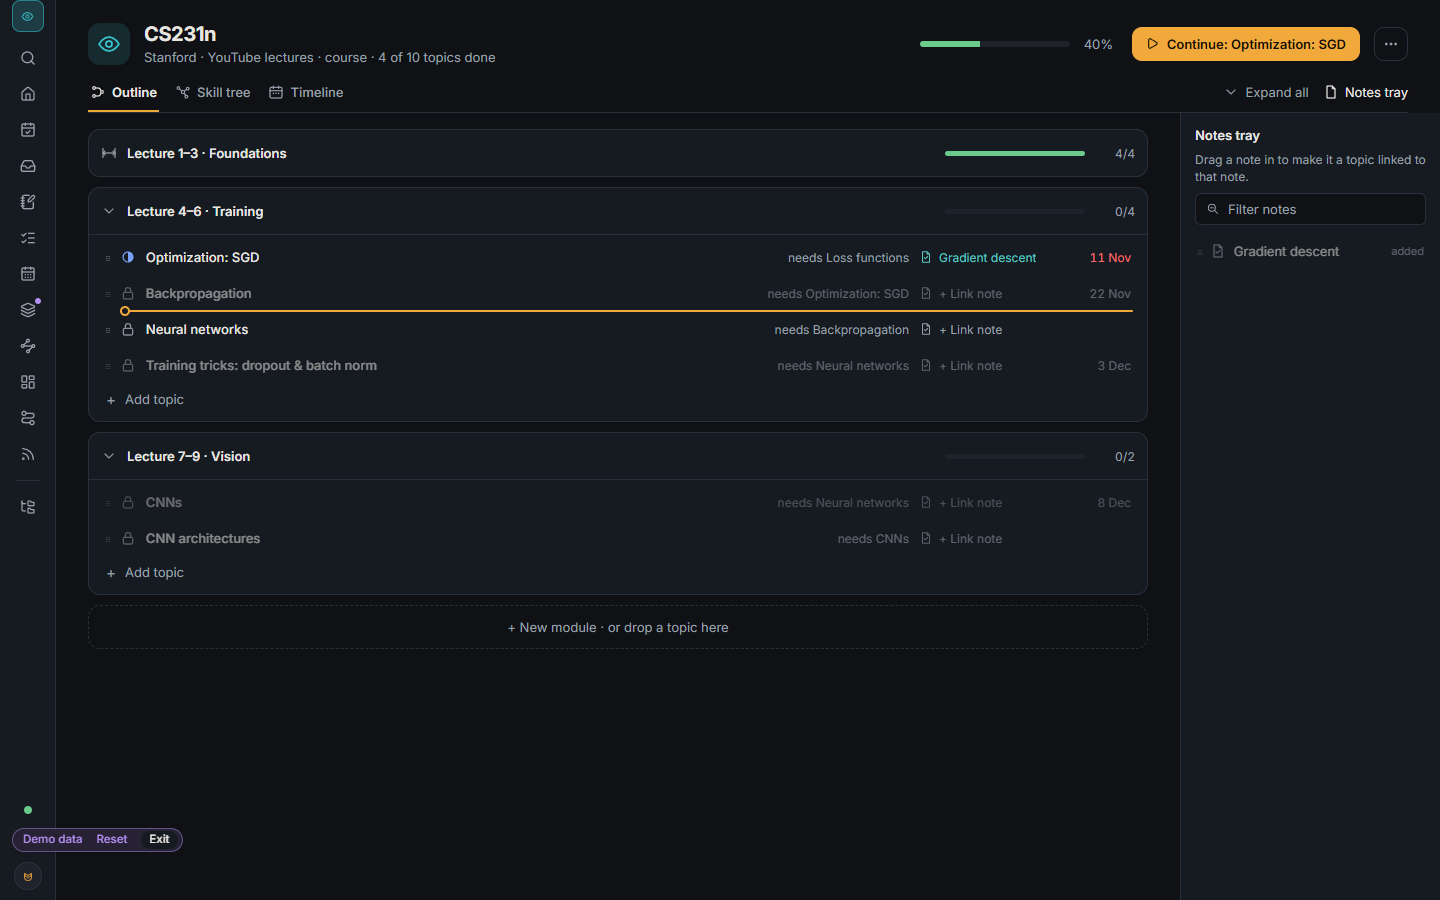 CS231n
Stanford · YouTube lectures · course · 4 of 10 topics done
40%
Continue: Optimization: SGD
Outline
Skill tree
Timeline
Expand all
Notes tray
Lecture 1–3 · Foundations
4/4
Lecture 4–6 · Training
0/4
Optimization: SGD
needs Loss functions
Gradient descent
11 Nov
Backpropagation
needs Optimization: SGD
+ Link note
22 Nov
Neural networks
needs Backpropagation
+ Link note
Training tricks: dropout & batch norm
needs Neural networks
+ Link note
3 Dec
+ Add topic
Lecture 7–9 · Vision
0/2
CNNs
needs Neural networks
+ Link note
8 Dec
CNN architectures
needs CNNs
+ Link note
+ Add topic
+ New module · or drop a topic here
Notes tray
Drag a note in to make it a topic linked to
that note.
Filter notes
Gradient descent
added
Demo data
Reset
Exit